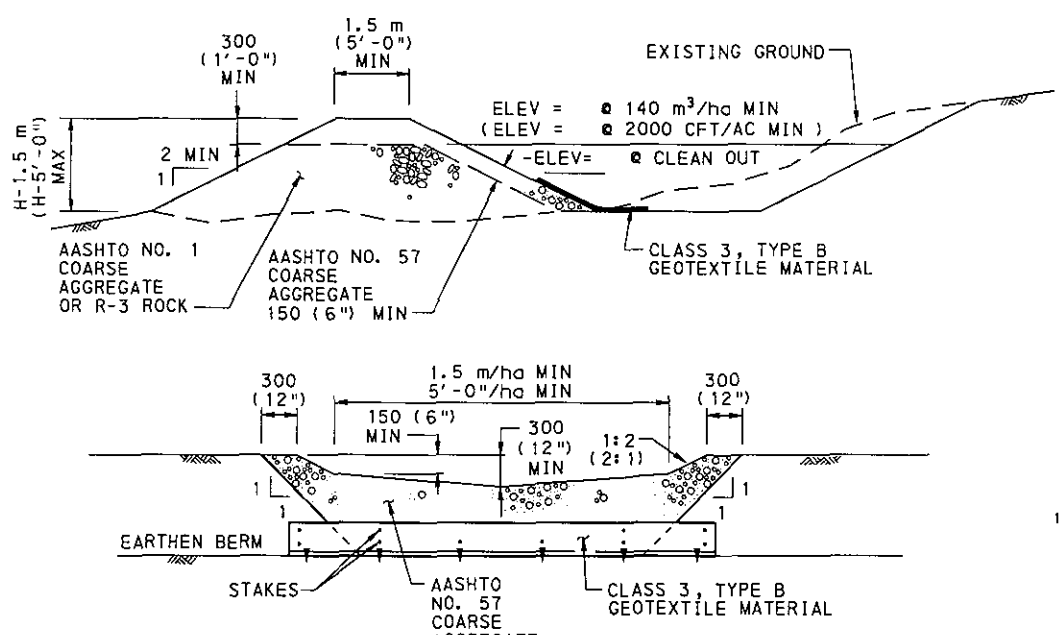 1.5 m
(5'-0")
MIN
300
(1'-0")
MIN
EXISTING GROUND
ELEV = @ 140 m³/ha MIN
(ELEV = @ 2000 CFT/AC MIN)
-ELEV= @ CLEAN OUT
H-1.5 m
(H-5'-0")
MAX
2 MIN
1
AASHTO NO. 1
COARSE
AGGREGATE
OR R-3 ROCK
AASHTO NO. 57
COARSE
AGGREGATE
150 (6") MIN
CLASS 3, TYPE B
GEOTEXTILE MATERIAL
1.5 m/ha MIN
5'-0"/ha MIN
300
(12")
300
(12")
150 (6")
MIN
300
(12")
MIN
1:2
(2:1)
1
1
1
1
1
EARTHEN BERM
STAKES
AASHTO
NO. 57
COARSE
CLASS 3, TYPE B
GEOTEXTILE MATERIAL